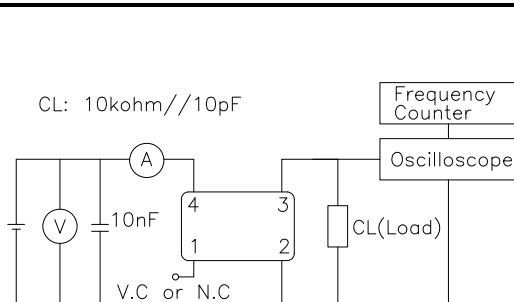 CL: 10kohm//10pF
Frequency
Counter
Oscilloscope
A
4
3
V
10nF
CL(Load)
1
2
V.C or N.C